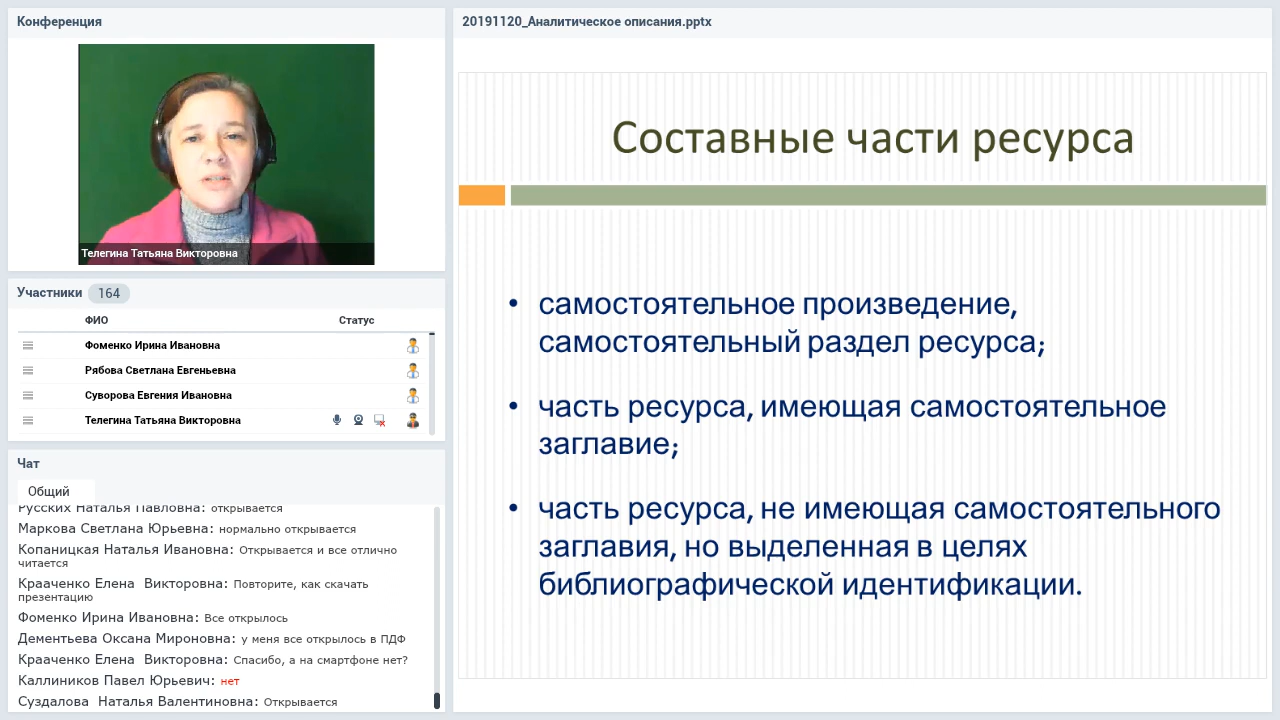 Конференция
Телегина Татьяна Викторовна
Участники 164
ФИО Статус
Фоменко Ирина Ивановна
Рябова Светлана Евгеньевна
Суворова Евгения Ивановна
Телегина Татьяна Викторовна
Чат
Общий
Русских Наталья Павловна: открывается
Маркова Светлана Юрьевна: нормально открывается
Копаницкая Наталья Ивановна: Открывается и все отлично
читается
Крааченко Елена Викторовна: Повторите, как скачать
презентацию
Фоменко Ирина Ивановна: Все открылось
Дементьева Оксана Мироновна: у меня все открылось в ПДФ
Крааченко Елена Викторовна: Спасибо, а на смартфоне нет?
Каллиников Павел Юрьевич: нет
Суздалова Наталья Валентиновна: Открывается
20191120_Аналитическое описания.pptx
Составные части ресурса
• самостоятельное произведение,
самостоятельный раздел ресурса;
• часть ресурса, имеющая самостоятельное
заглавие;
• часть ресурса, не имеющая самостоятельного
заглавия, но выделенная в целях
библиографической идентификации.